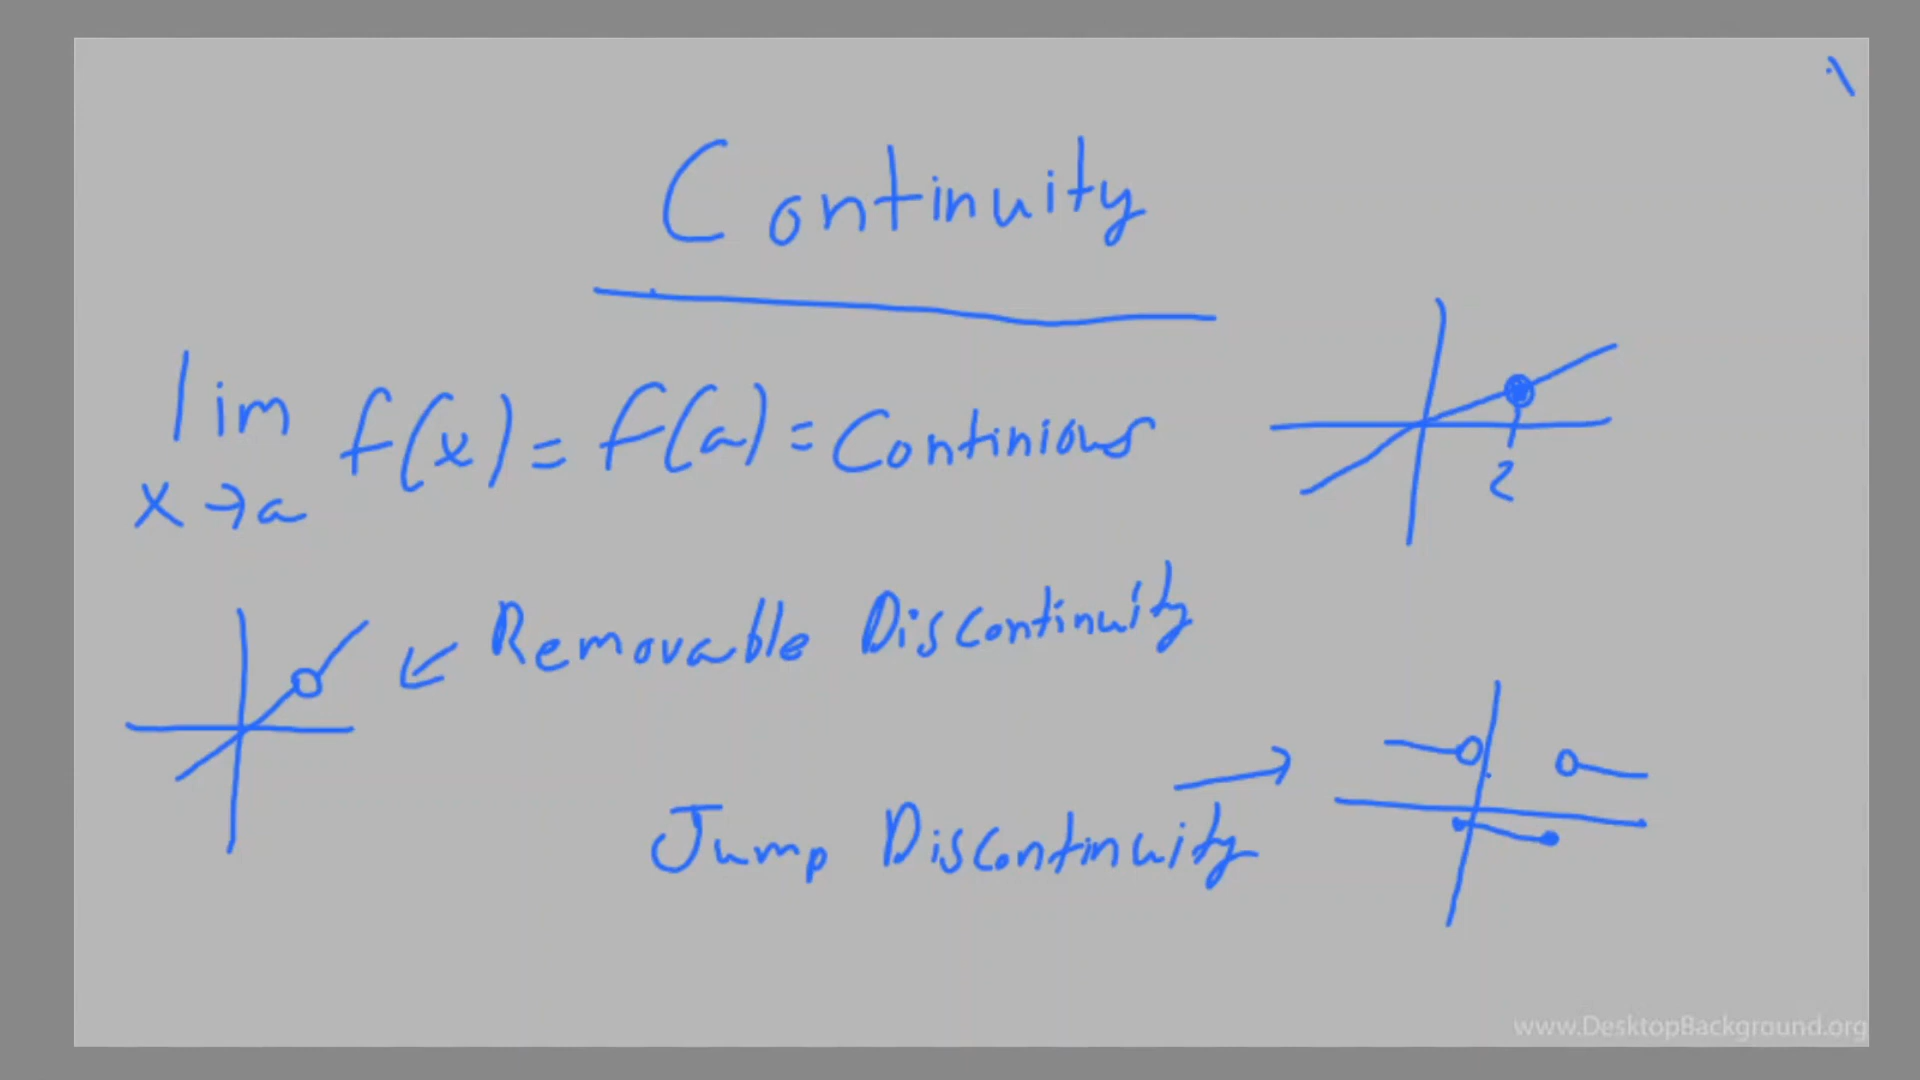 Continuity
lim f(x) = f(a) = Continious
x → a
2
Removable Discontinuity
Jump Discontinuity
www.DesktopBackground.org